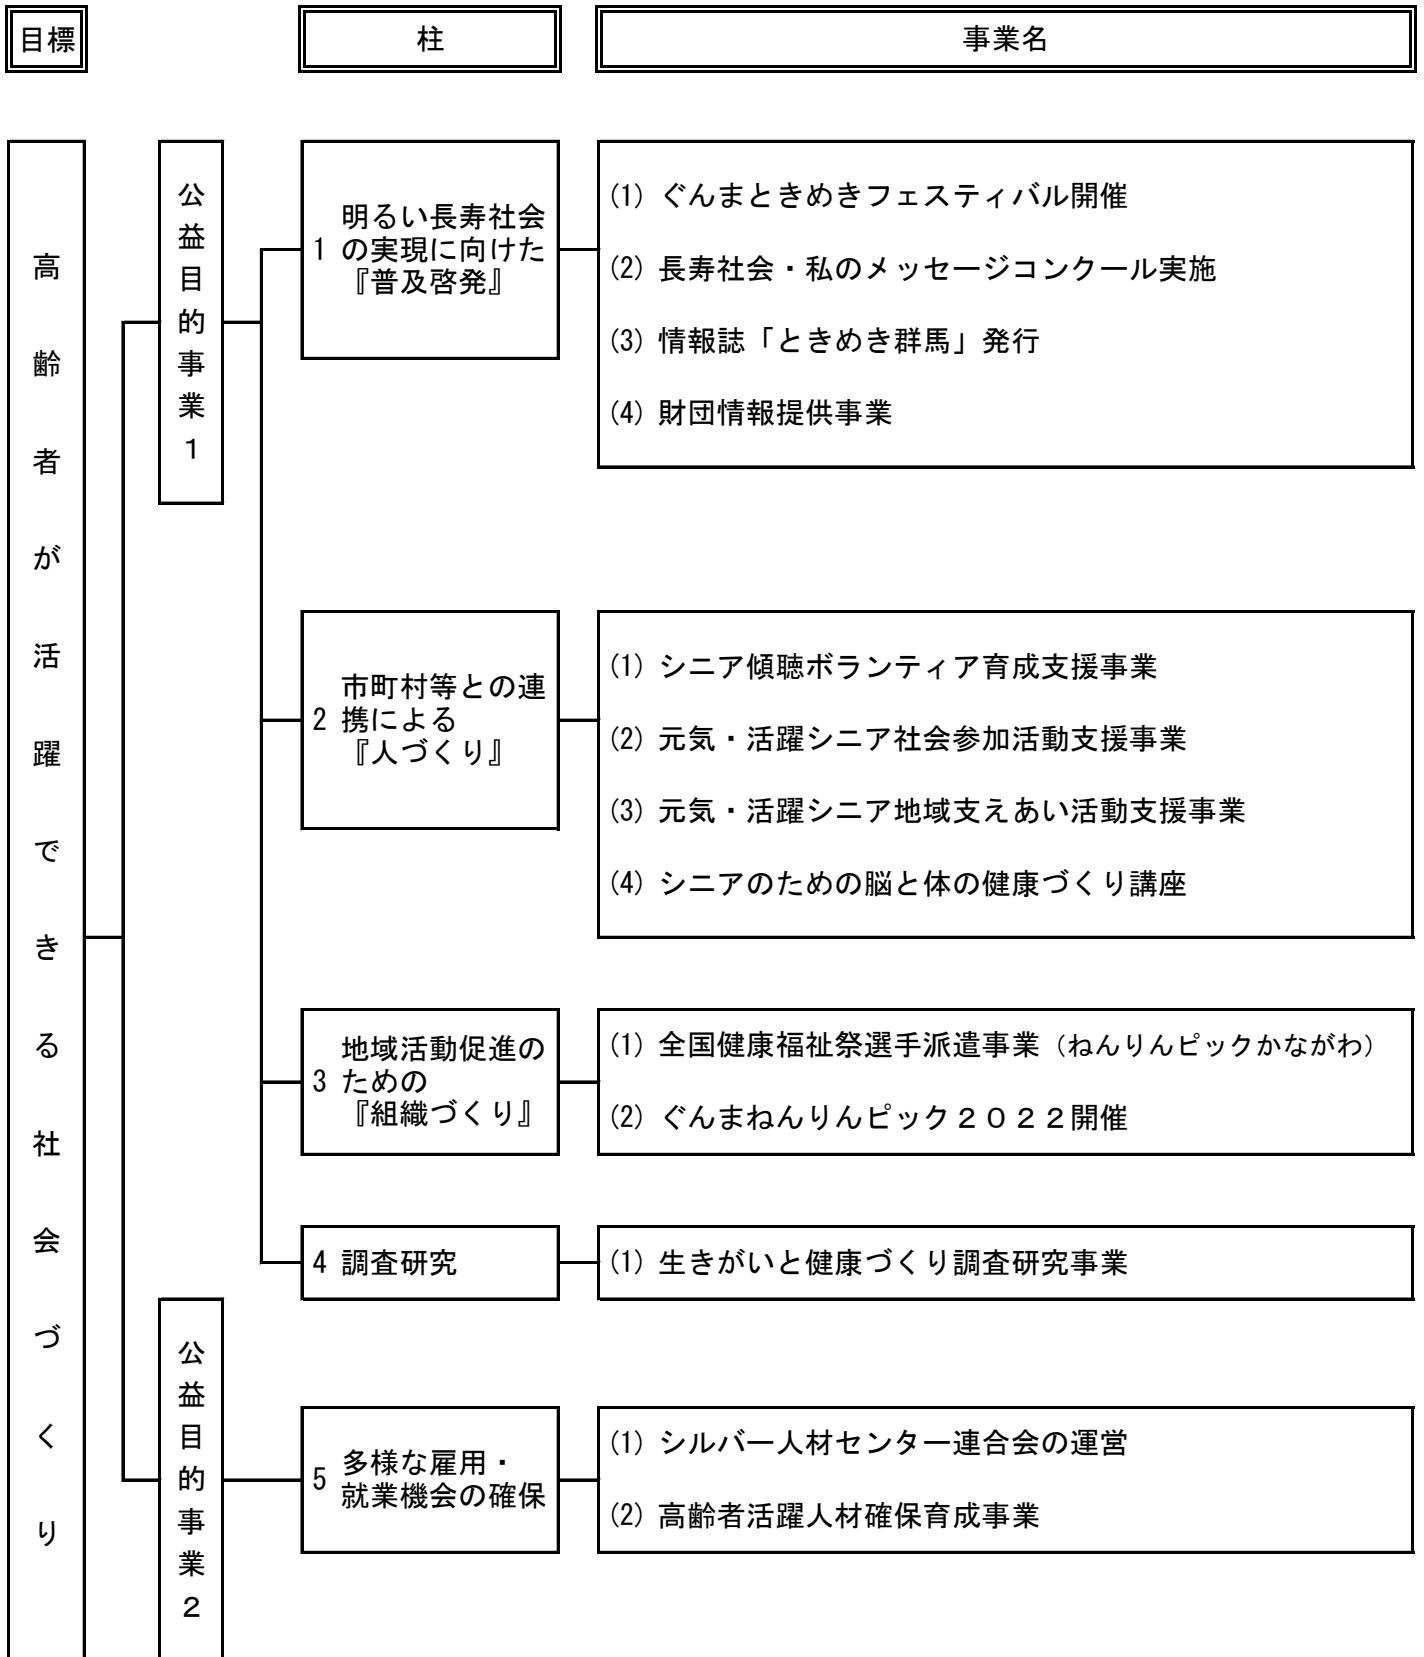 目標
柱
事業名
高齢者が活躍できる社会づくり
公益目的事業１
1 明るい長寿社会
の実現に向けた
『普及啓発』
(1) ぐんまときめきフェスティバル開催
(2) 長寿社会・私のメッセージコンクール実施
(3) 情報誌「ときめき群馬」発行
(4) 財団情報提供事業
2 市町村等との連
携による
『人づくり』
(1) シニア傾聴ボランティア育成支援事業
(2) 元気・活躍シニア社会参加活動支援事業
(3) 元気・活躍シニア地域支えあい活動支援事業
(4) シニアのための脳と体の健康づくり講座
3 地域活動促進の
ための
『組織づくり』
(1) 全国健康福祉祭選手派遣事業（ねんりんピックかながわ）
(2) ぐんまねんりんピック２０２２開催
4 調査研究
(1) 生きがいと健康づくり調査研究事業
公益目的事業２
5 多様な雇用・
就業機会の確保
(1) シルバー人材センター連合会の運営
(2) 高齢者活躍人材確保育成事業